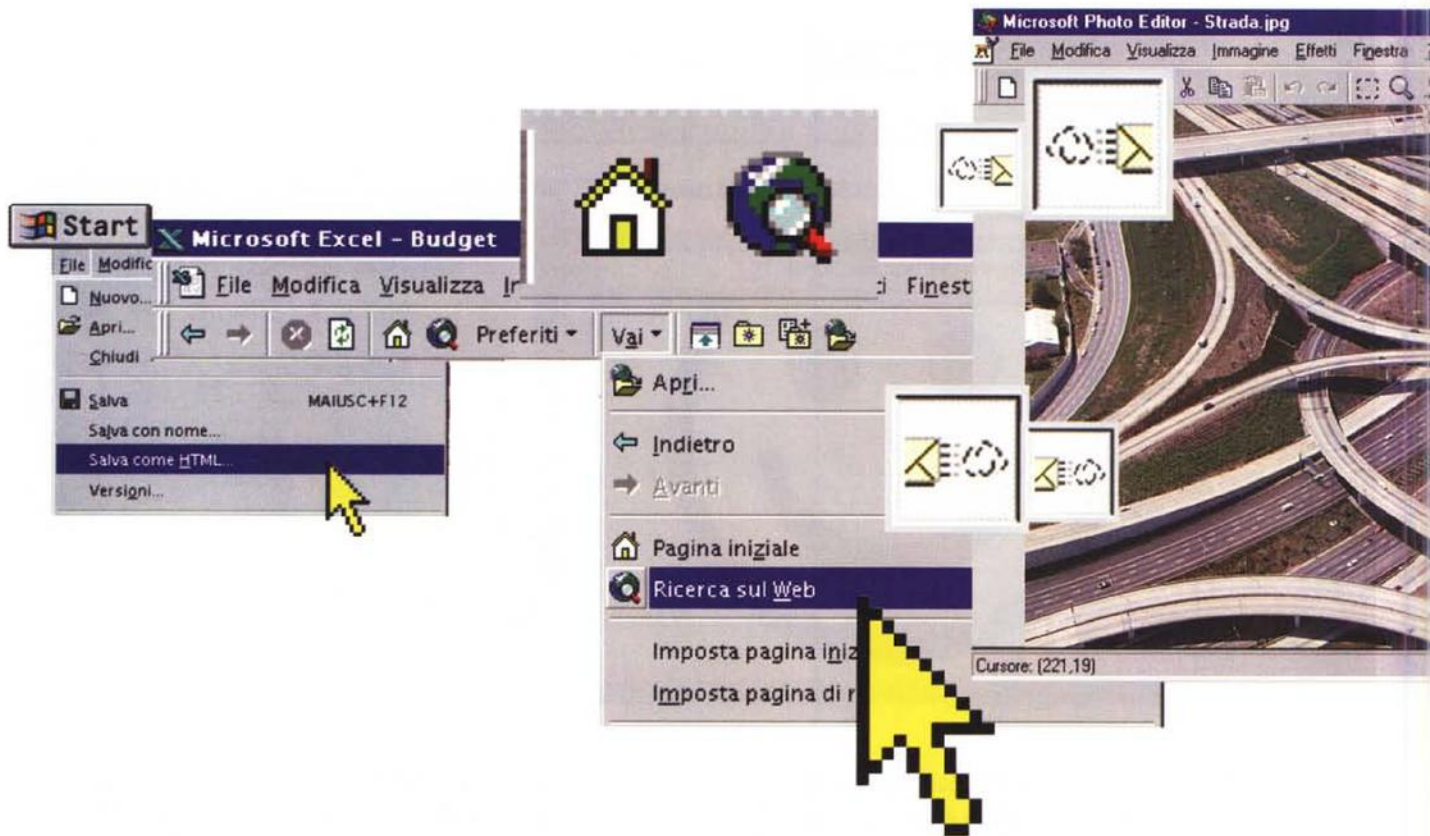 Microsoft Photo Editor - Strada.jpg
File Modifica Visualizza Immagine Effetti Finestra
Start
Microsoft Excel - Budget
File
File Modifica Visualizza
Nuovo...
Apri...
Chiudi
Preferiti
Vai
Salva MAIUSC+F12
Salva con nome...
Salva come HTML...
Versioni...
Apri...
Indietro
Avanti
Pagina iniziale
Ricerca sul Web
Imposta pagina iniz
Imposta pagina di r
Cursore: (221,19)